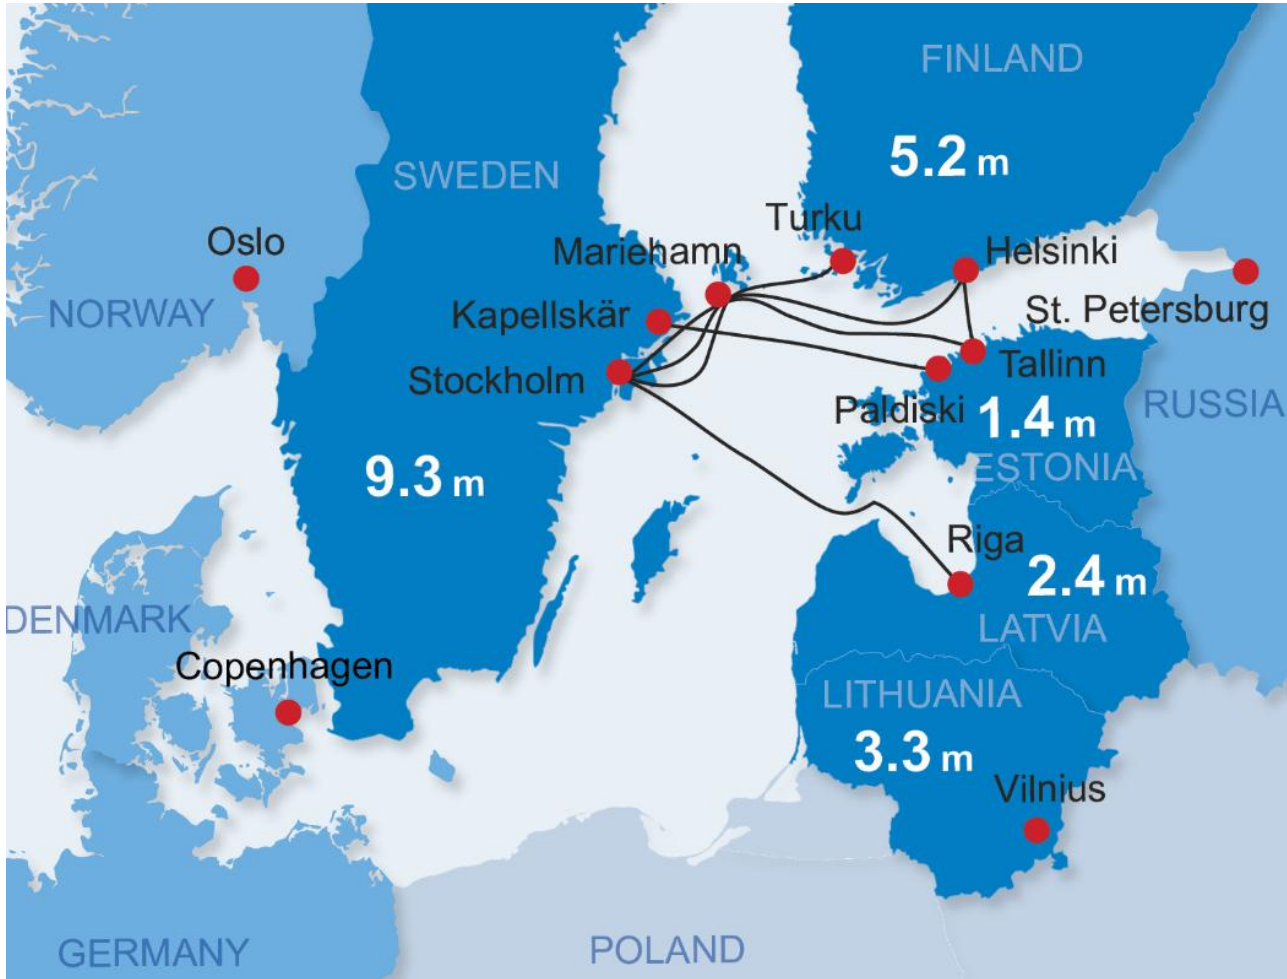 FINLAND
5.2 m
SWEDEN
Turku
Oslo
Mariehamn
Helsinki
NORWAY
Kapellskär
St. Petersburg
Stockholm
Tallinn
Paldiski
RUSSIA
1.4 m
9.3 m
ESTONIA
Riga
2.4 m
DENMARK
LATVIA
Copenhagen
LITHUANIA
3.3 m
Vilnius
GERMANY
POLAND